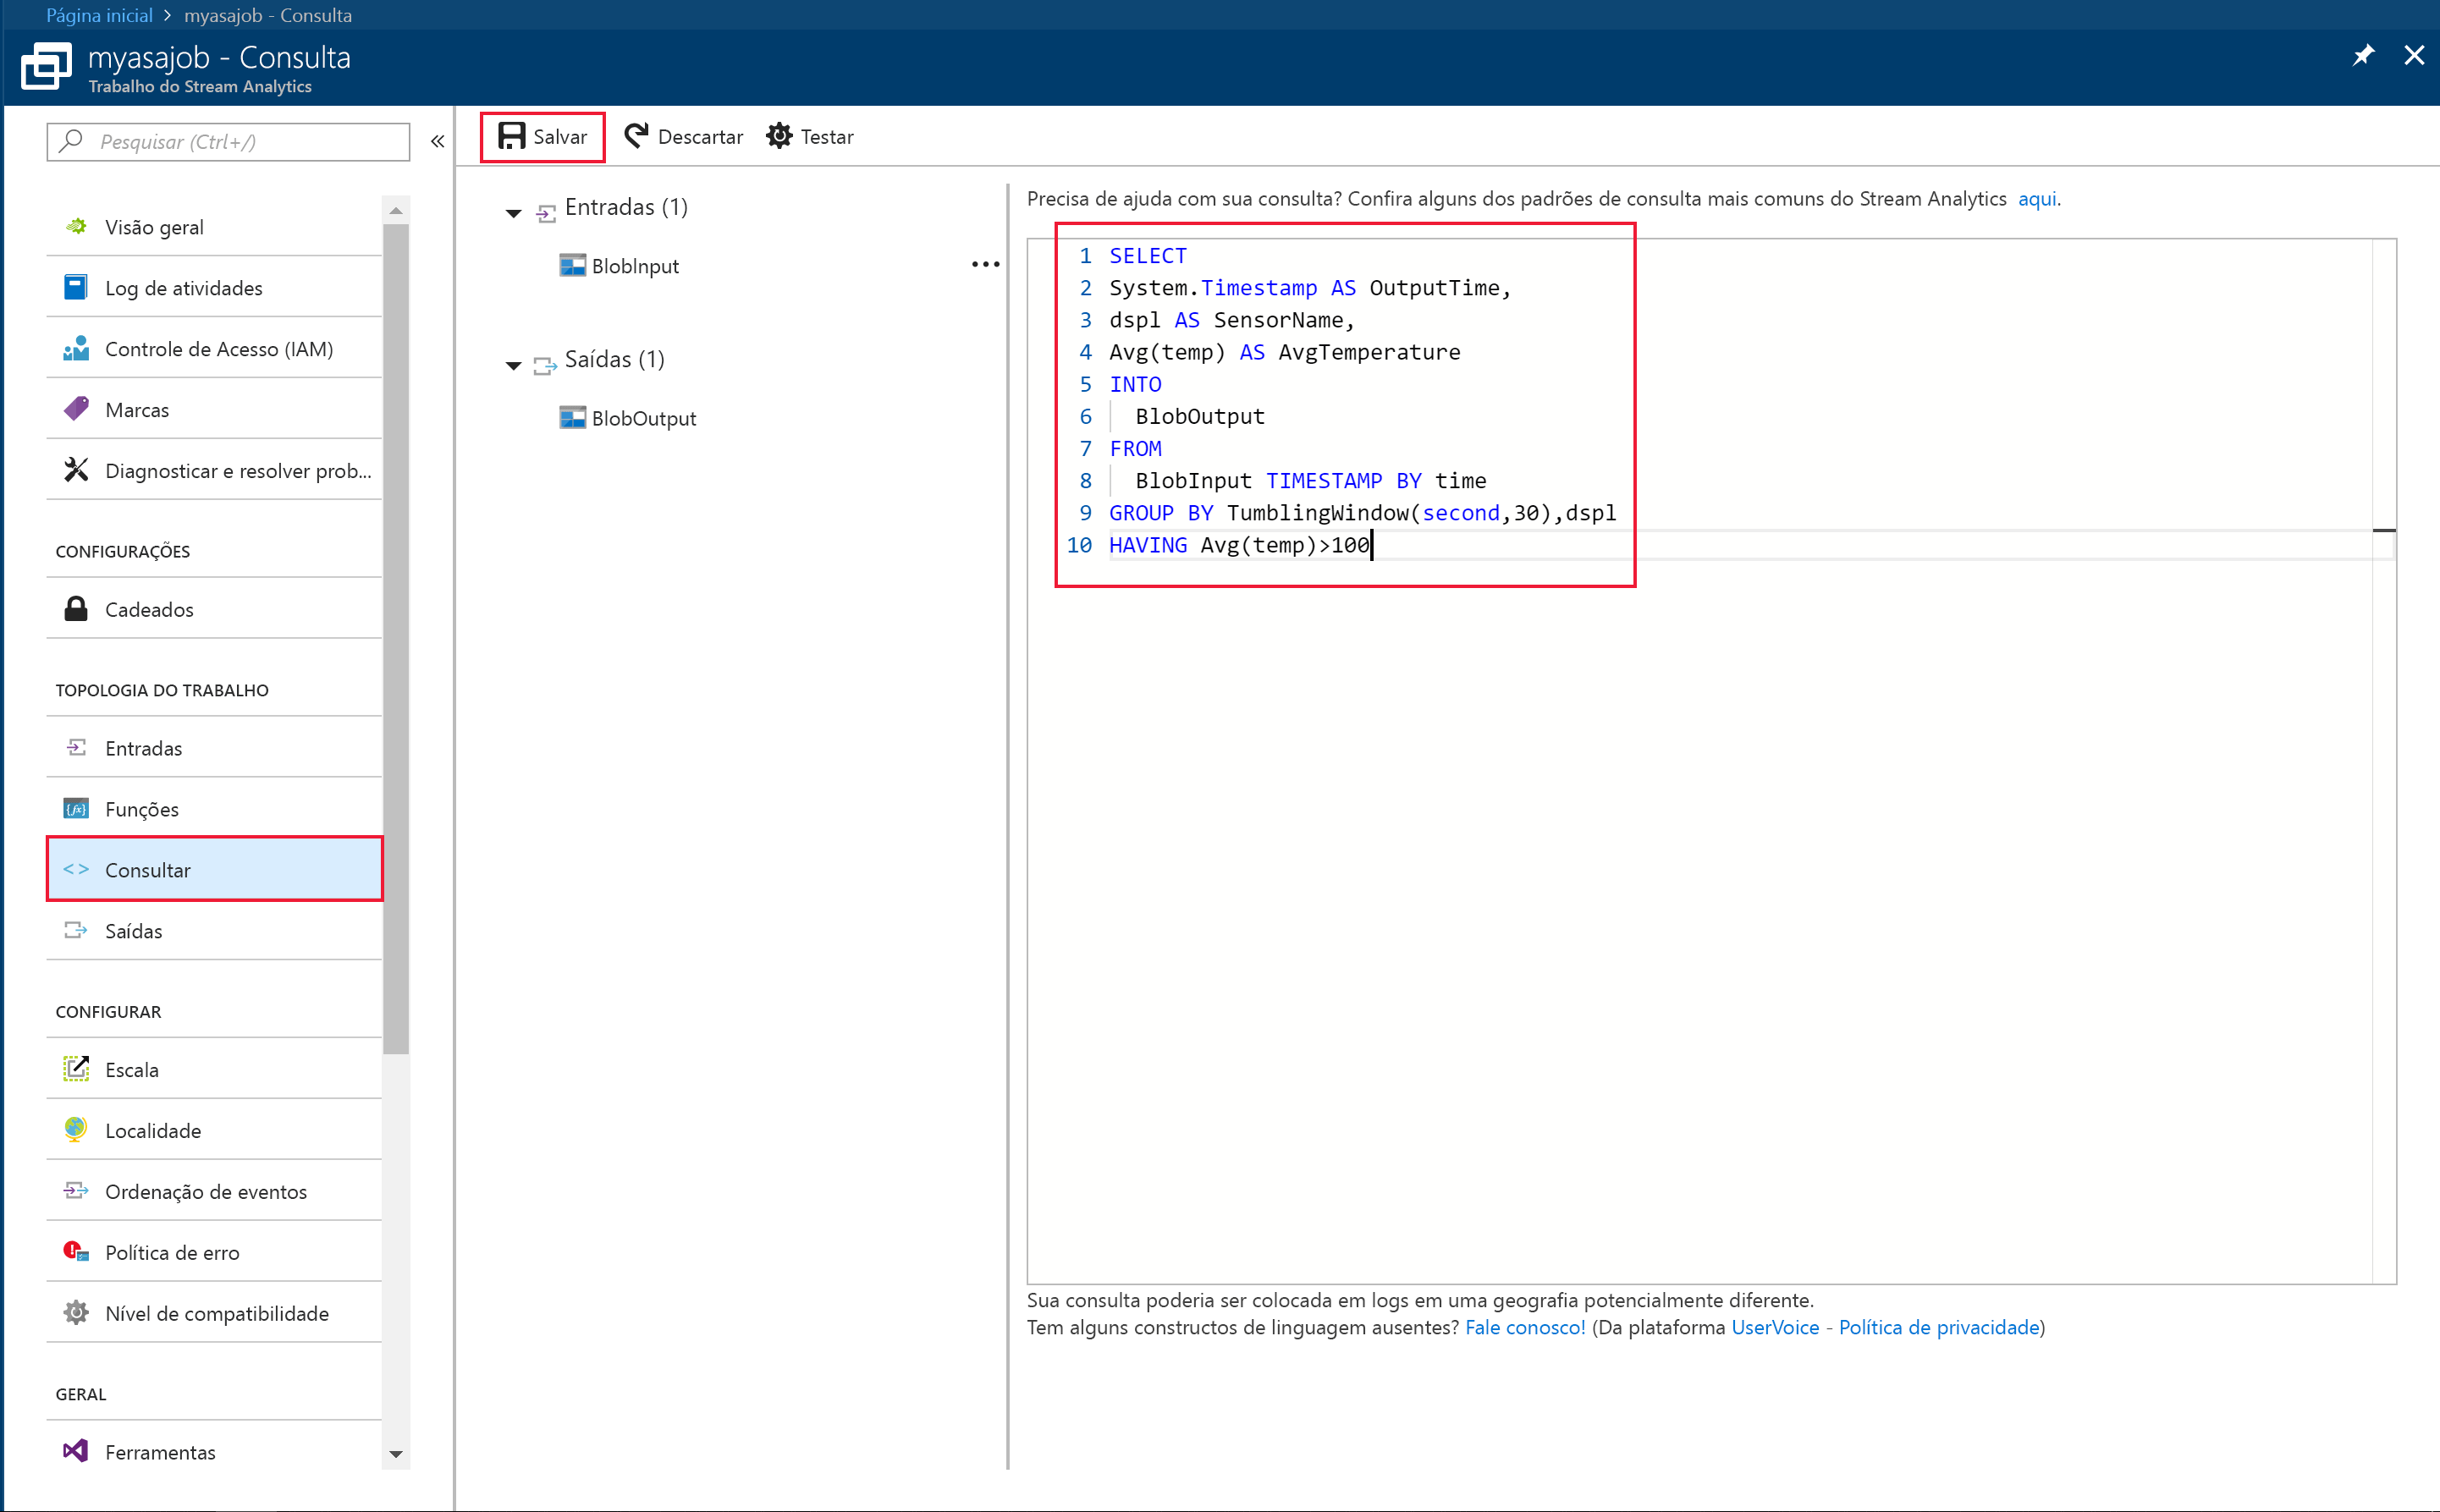 Página inicial > myasajob - Consulta
myasajob - Consulta
Trabalho do Stream Analytics
Pesquisar (Ctrl+/)
«
Visão geral
Log de atividades
Controle de Acesso (IAM)
Marcas
Diagnosticar e resolver prob...
CONFIGURAÇÕES
Cadeados
TOPOLOGIA DO TRABALHO
Entradas
Funções
Consultar
Saídas
CONFIGURAR
Escala
Localidade
Ordenação de eventos
Política de erro
Nível de compatibilidade
GERAL
Ferramentas
Salvar Descartar Testar
Entradas (1)
BlobInput ...
Saídas (1)
BlobOutput
Precisa de ajuda com sua consulta? Confira alguns dos padrões de consulta mais comuns do Stream Analytics aqui.
1 SELECT
2 System.Timestamp AS OutputTime,
3 dspl AS SensorName,
4 Avg(temp) AS AvgTemperature
5 INTO
6 BlobOutput
7 FROM
8 BlobInput TIMESTAMP BY time
9 GROUP BY TumblingWindow(second,30),dspl
10 HAVING Avg(temp)>100
Sua consulta poderia ser colocada em logs em uma geografia potencialmente diferente.
Tem alguns constructos de linguagem ausentes? Fale conosco! (Da plataforma UserVoice - Política de privacidade)